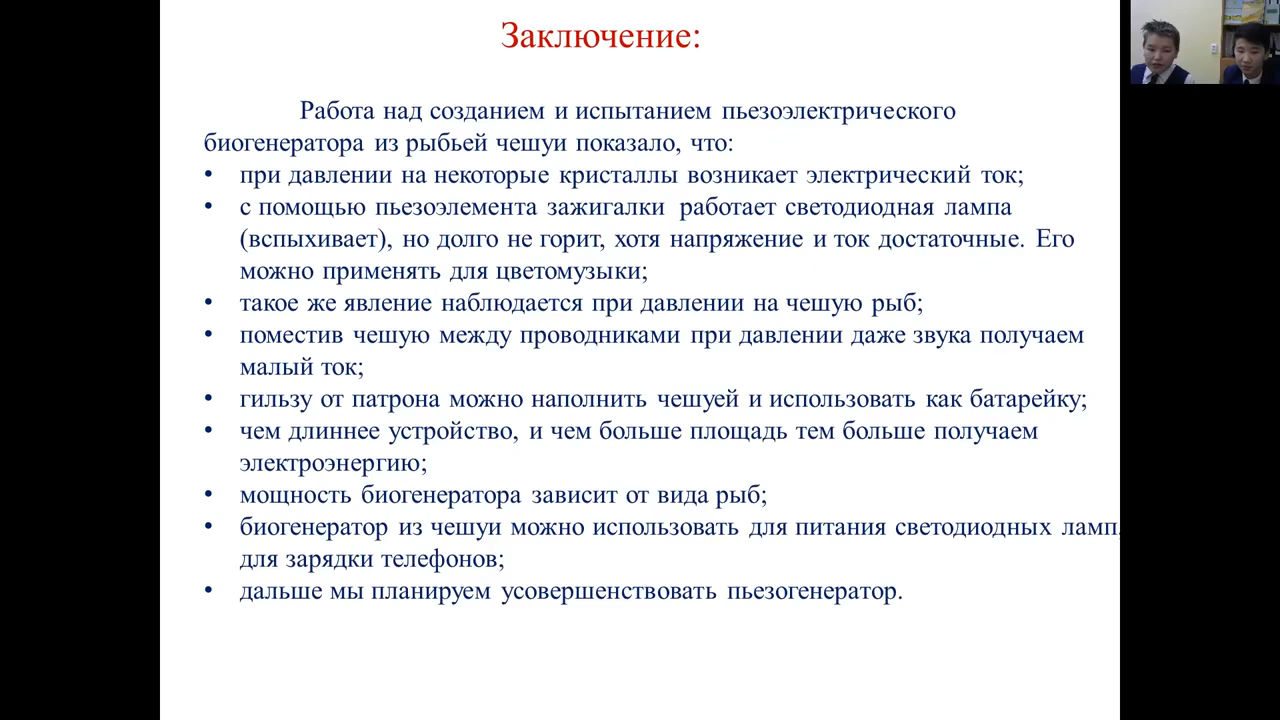 Заключение:
Работа над созданием и испытанием пьезоэлектрического
биогенератора из рыбьей чешуи показало, что:
• при давлении на некоторые кристаллы возникает электрический ток;
• с помощью пьезоэлемента зажигалки работает светодиодная лампа
(вспыхивает), но долго не горит, хотя напряжение и ток достаточные. Его
можно применять для цветомузыки;
• такое же явление наблюдается при давлении на чешую рыб;
• поместив чешую между проводниками при давлении даже звука получаем
малый ток;
• гильзу от патрона можно наполнить чешуей и использовать как батарейку;
• чем длиннее устройство, и чем больше площадь тем больше получаем
электроэнергию;
• мощность биогенератора зависит от вида рыб;
• биогенератор из чешуи можно использовать для питания светодиодных ламп,
для зарядки телефонов;
• дальше мы планируем усовершенствовать пьезогенератор.